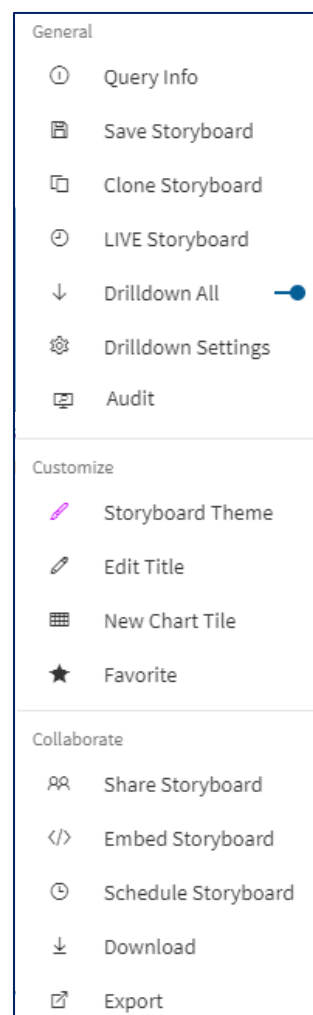 General
Query Info
Save Storyboard
Clone Storyboard
LIVE Storyboard
Drilldown All
Drilldown Settings
Audit
Customize
Storyboard Theme
Edit Title
New Chart Tile
Favorite
Collaborate
Share Storyboard
Embed Storyboard
Schedule Storyboard
Download
Export